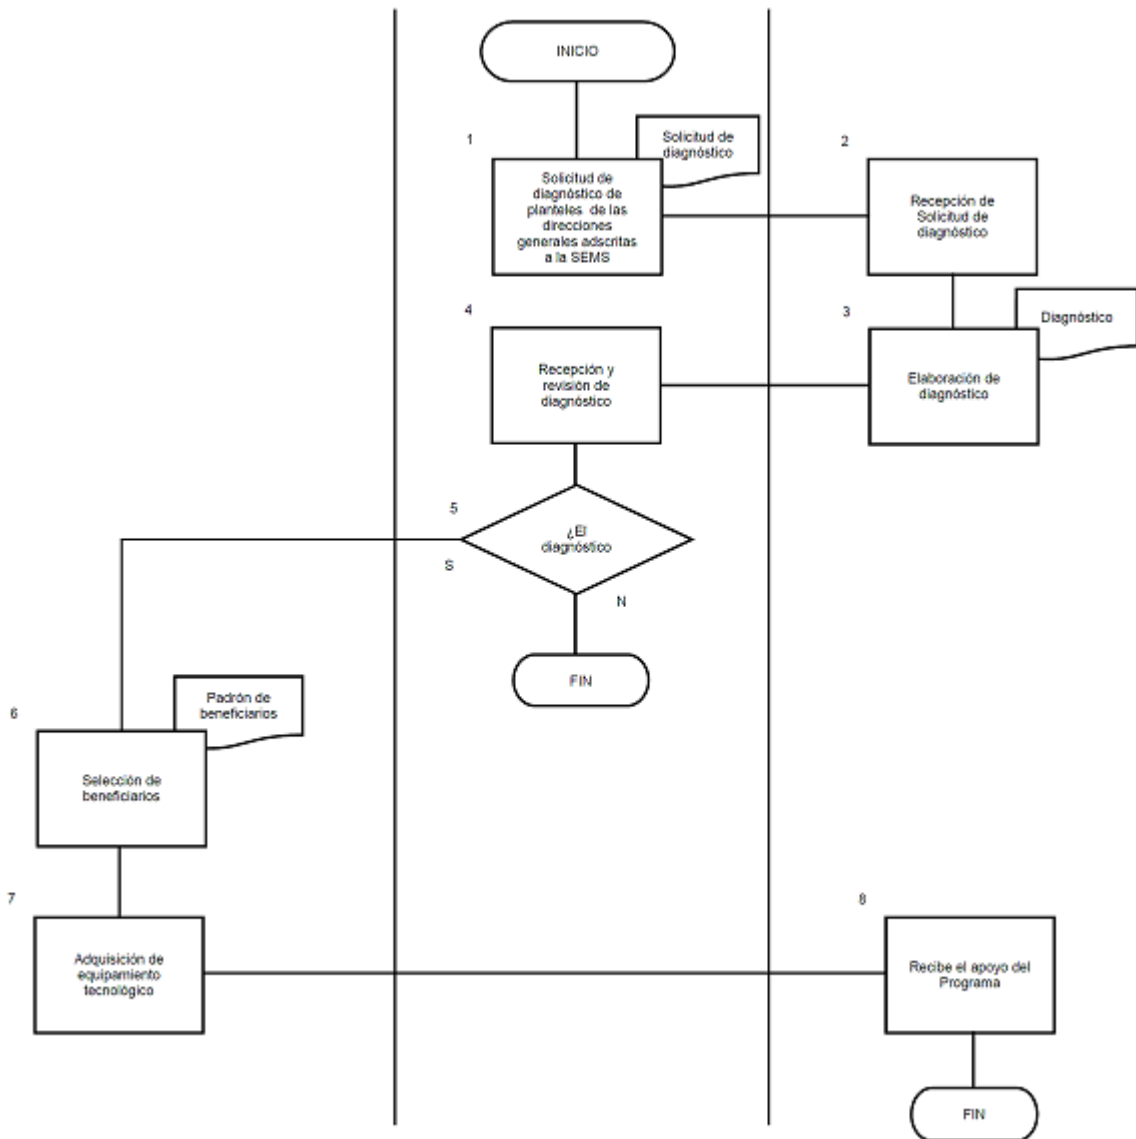 INICIO
1
Solicitud de
diagnóstico
Solicitud de
diagnóstico de
planteles de las
direcciones
generales adscritas
a la SEMS
2
Recepción de
Solicitud de
diagnóstico
3
Diagnóstico
Elaboración de
diagnóstico
4
Recepción y
revisión de
diagnóstico
5
¿El
diagnóstico
S
N
FIN
6
Padrón de
beneficiarios
Selección de
beneficiarios
7
Adquisición de
equipamiento
tecnológico
8
Recibe el apoyo del
Programa
FIN